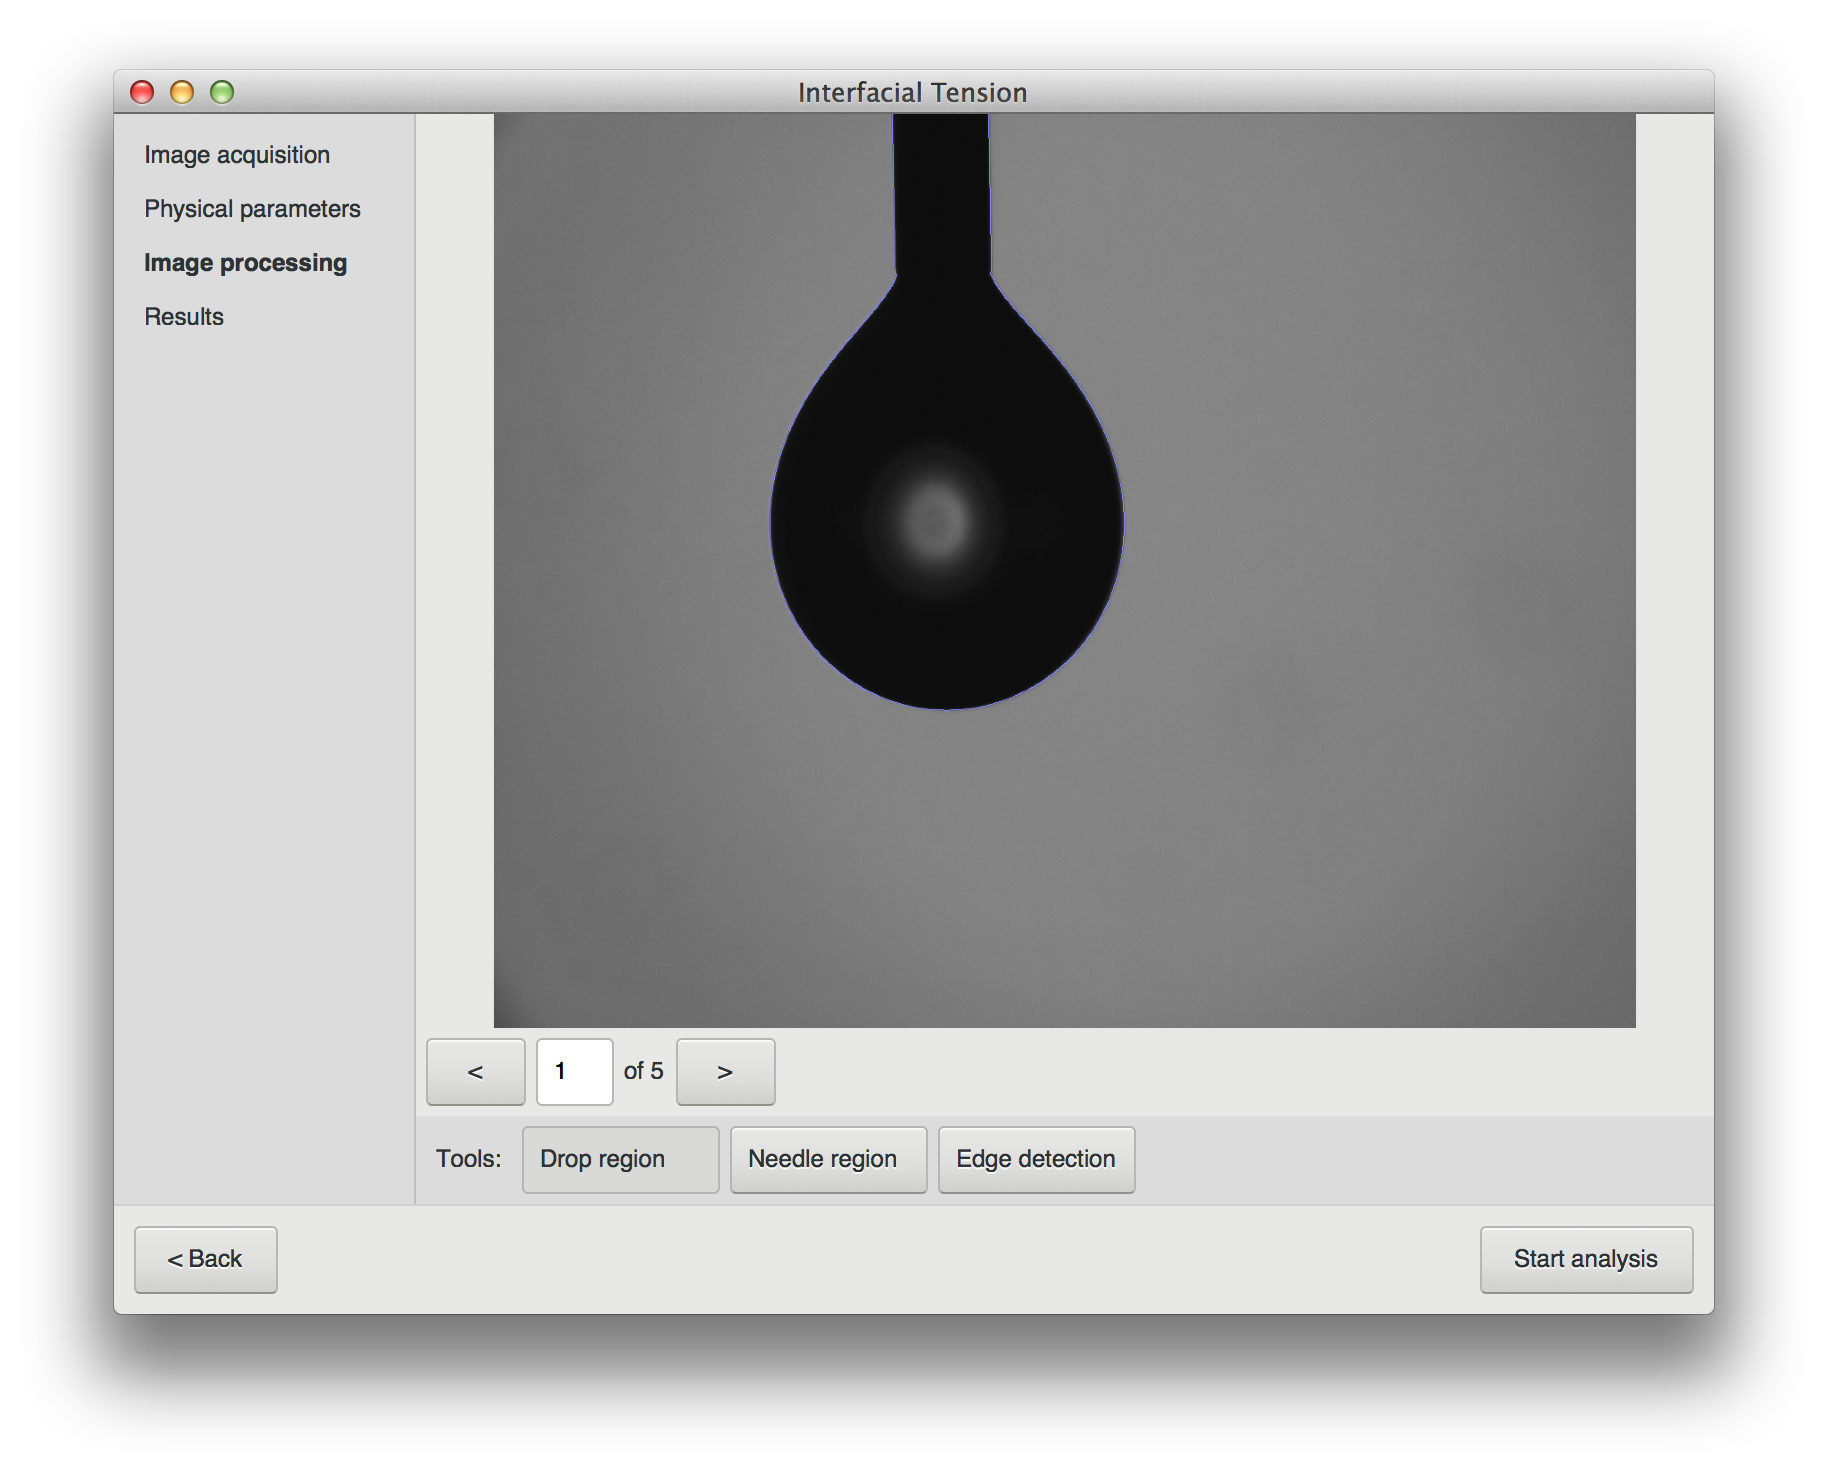 Interfacial Tension
Image acquisition
Physical parameters
Image processing
Results
< 1 of 5 >
Tools: Drop region Needle region Edge detection
< Back Start analysis